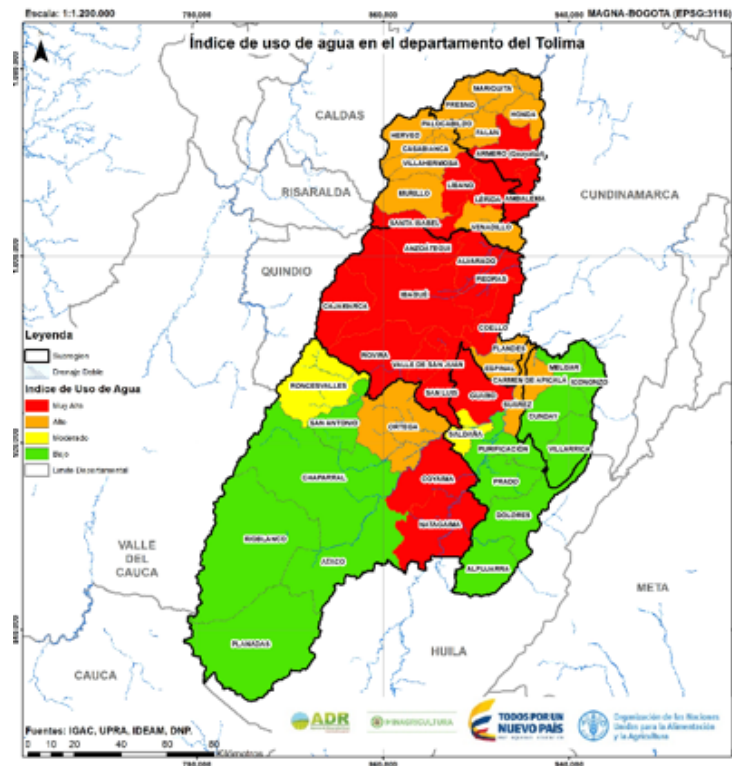 Escala: 1:1.200.000
MAGNA-BOGOTA (EPSG:3116)
Índice de uso de agua en el departamento del Tolima
CALDAS
RISARALDA
QUINDIO
CUNDINAMARCA
VALLE
DEL
CAUCA
CAUCA
HUILA
META
MARIQUITA
FRESNO
HONDA
PALOCABILDO
FALAN
HERVEO
CASABIANCA
ARMERO (Guayabal)
VILLAHERMOSA
LIBANO
MURILLO
LERIDA
AMBALEMA
SANTA ISABEL
VENADILLO
ANZOATEGUI
ALVARADO
PIEDRAS
IBAGUÉ
CAJAMARCA
COELLO
ROVIRA
VALLE DE SAN JUAN
FLANDES
ESPINAL
MELGAR
CARMEN DE APICALÁ
ICONONZO
RONCESVALLES
SAN LUIS
GUAMO
SUÁREZ
CUNDAY
SAN ANTONIO
ORTEGA
SALDAÑA
PURIFICACIÓN
VILLARRICA
CHAPARRAL
COYAIMA
PRADO
NATAGAIMA
DOLORES
RIOBLANCO
ATACO
ALPUJARRA
PLANADAS
Leyenda
Subregion
Drenaje Doble
Indice de Uso de Agua
Muy Alto
Alto
Moderado
Bajo
Limite Departamental
Fuentes: IGAC, UPRA, IDEAM, DNP.
0 10 20 40 60 80
Kilómetros
ADR
MINAGRICULTURA
TODOS POR UN
NUEVO PAÍS
Organización de las Naciones
Unidas para la Alimentación
y la Agricultura